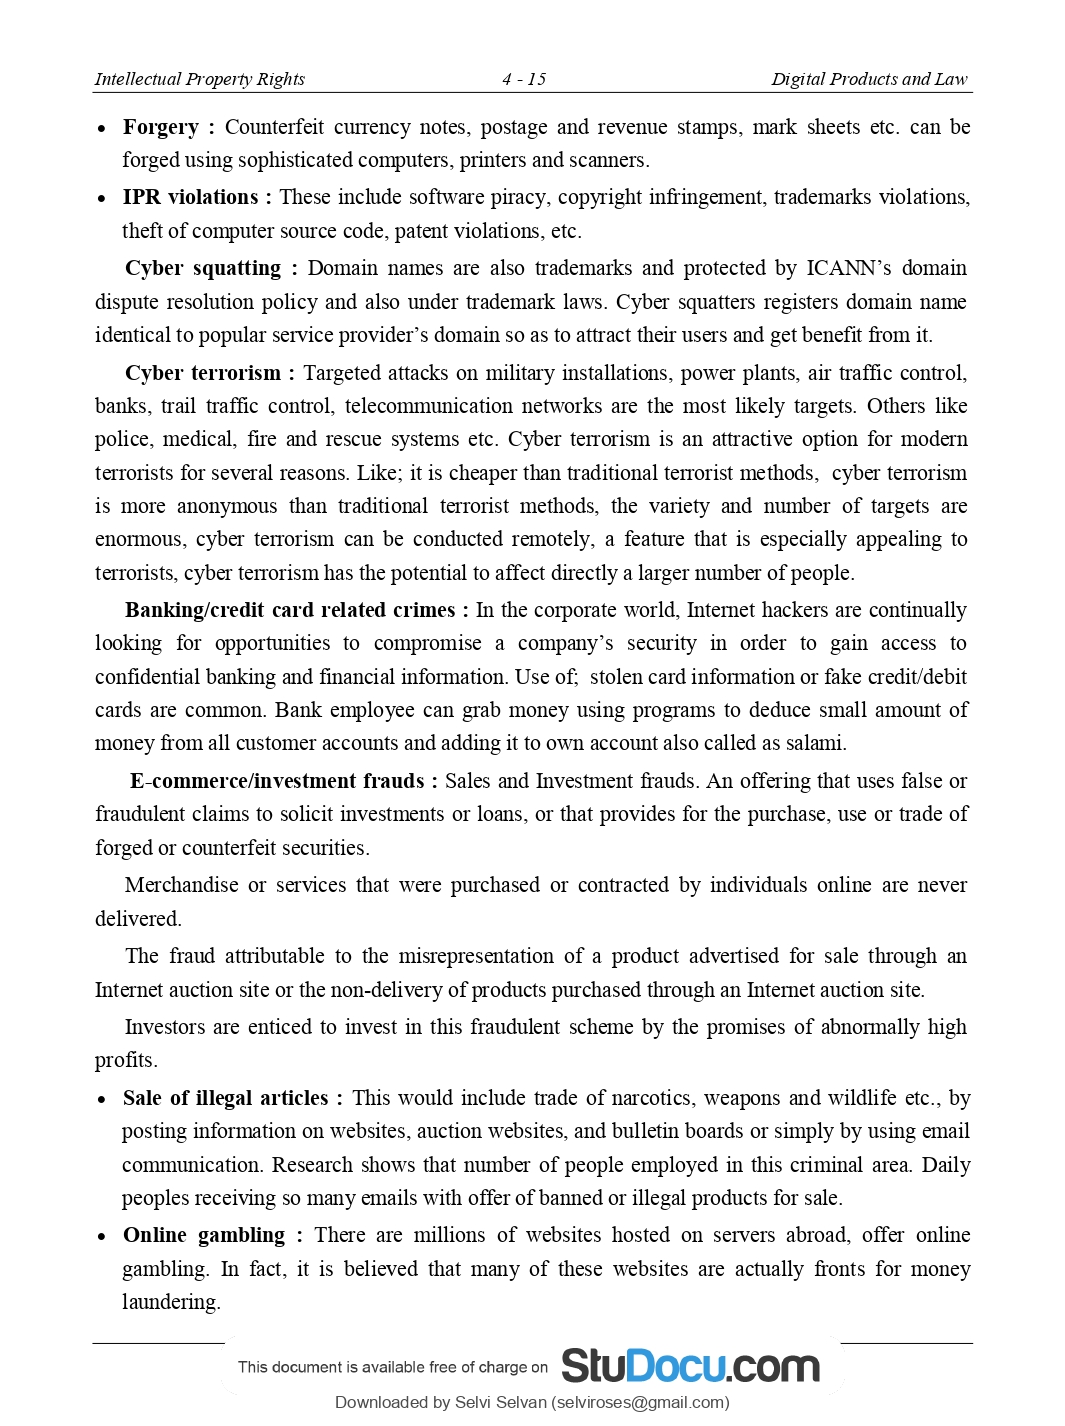 Intellectual Property Rights 4 - 15 Digital Products and Law
• Forgery : Counterfeit currency notes, postage and revenue stamps, mark sheets etc. can be
forged using sophisticated computers, printers and scanners.
• IPR violations : These include software piracy, copyright infringement, trademarks violations,
theft of computer source code, patent violations, etc.
Cyber squatting : Domain names are also trademarks and protected by ICANN’s domain
dispute resolution policy and also under trademark laws. Cyber squatters registers domain name
identical to popular service provider’s domain so as to attract their users and get benefit from it.
Cyber terrorism : Targeted attacks on military installations, power plants, air traffic control,
banks, trail traffic control, telecommunication networks are the most likely targets. Others like
police, medical, fire and rescue systems etc. Cyber terrorism is an attractive option for modern
terrorists for several reasons. Like; it is cheaper than traditional terrorist methods, cyber terrorism
is more anonymous than traditional terrorist methods, the variety and number of targets are
enormous, cyber terrorism can be conducted remotely, a feature that is especially appealing to
terrorists, cyber terrorism has the potential to affect directly a larger number of people.
Banking/credit card related crimes : In the corporate world, Internet hackers are continually
looking for opportunities to compromise a company’s security in order to gain access to
confidential banking and financial information. Use of; stolen card information or fake credit/debit
cards are common. Bank employee can grab money using programs to deduce small amount of
money from all customer accounts and adding it to own account also called as salami.
E-commerce/investment frauds : Sales and Investment frauds. An offering that uses false or
fraudulent claims to solicit investments or loans, or that provides for the purchase, use or trade of
forged or counterfeit securities.
Merchandise or services that were purchased or contracted by individuals online are never
delivered.
The fraud attributable to the misrepresentation of a product advertised for sale through an
Internet auction site or the non-delivery of products purchased through an Internet auction site.
Investors are enticed to invest in this fraudulent scheme by the promises of abnormally high
profits.
• Sale of illegal articles : This would include trade of narcotics, weapons and wildlife etc., by
posting information on websites, auction websites, and bulletin boards or simply by using email
communication. Research shows that number of people employed in this criminal area. Daily
peoples receiving so many emails with offer of banned or illegal products for sale.
• Online gambling : There are millions of websites hosted on servers abroad, offer online
gambling. In fact, it is believed that many of these websites are actually fronts for money
laundering.
This document is available free of charge on StuDocu.com
Downloaded by Selvi Selvan (selviroses@gmail.com)